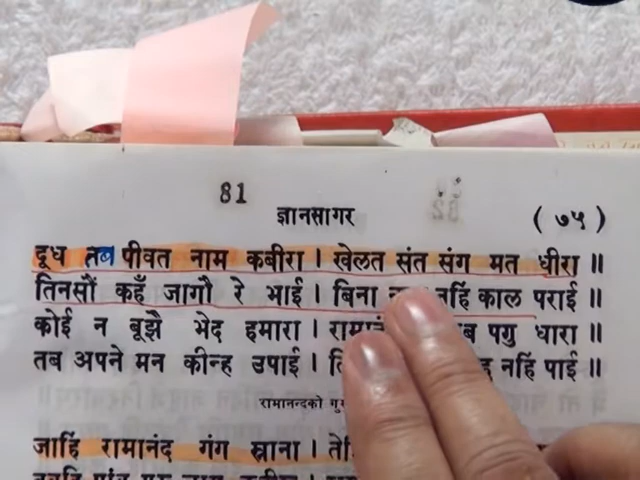 81
ज्ञानसागर (७५)
दूध तब पीवत नाम कबीरा। खेलत संत संग मत धीरा॥
तिनसौं कहँ जागौ रे भाई। बिना नहिं काल पराई॥
कोई न बूझै भेद हमारा। पगु धारा॥
तब अपने मन कीन्ह उपाई। नहिं पाई॥
रामानन्दको
जाहिं रामानंद गंग स्नाना।